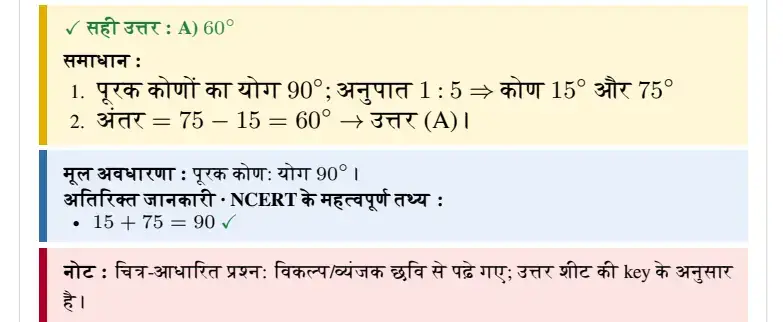 ✓ सही उत्तर : A) 60°
समाधान :
1. पूरक कोणों का योग 90°; अनुपात 1 : 5 ⇒ कोण 15° और 75°
2. अंतर = 75 − 15 = 60° → उत्तर (A)।
मूल अवधारणा : पूरक कोण: योग 90°।
अतिरिक्त जानकारी · NCERT के महत्वपूर्ण तथ्य :
• 15 + 75 = 90 ✓
नोट : चित्र-आधारित प्रश्न: विकल्प/व्यंजक छवि से पढ़े गए; उत्तर शीट की key के अनुसार
है।